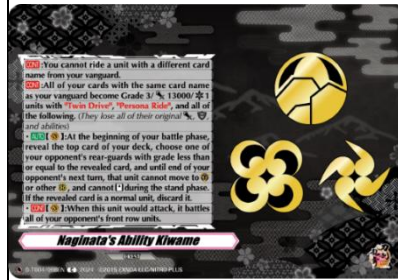 CONT:You cannot ride a unit with a different card
name from your vanguard.
CONT:All of your cards with the same card name
as your vanguard become Grade 3/ 13000/ 1
units with "Twin Drive", "Persona Ride", and all of
the following. (They lose all of their original , ,
and abilities)
・AUTO【 】:At the beginning of your battle phase,
reveal the top card of your deck, choose one of
your opponent's rear-guards with grade less than
or equal to the revealed card, and until end of your
opponent's next turn, that unit cannot move to
or other , and cannot during the stand phase.
If the revealed card is a normal unit, discard it.
・CONT【 】:When this unit would attack, it battles
all of your opponent's front row units.
Naginata's Ability Kiwame